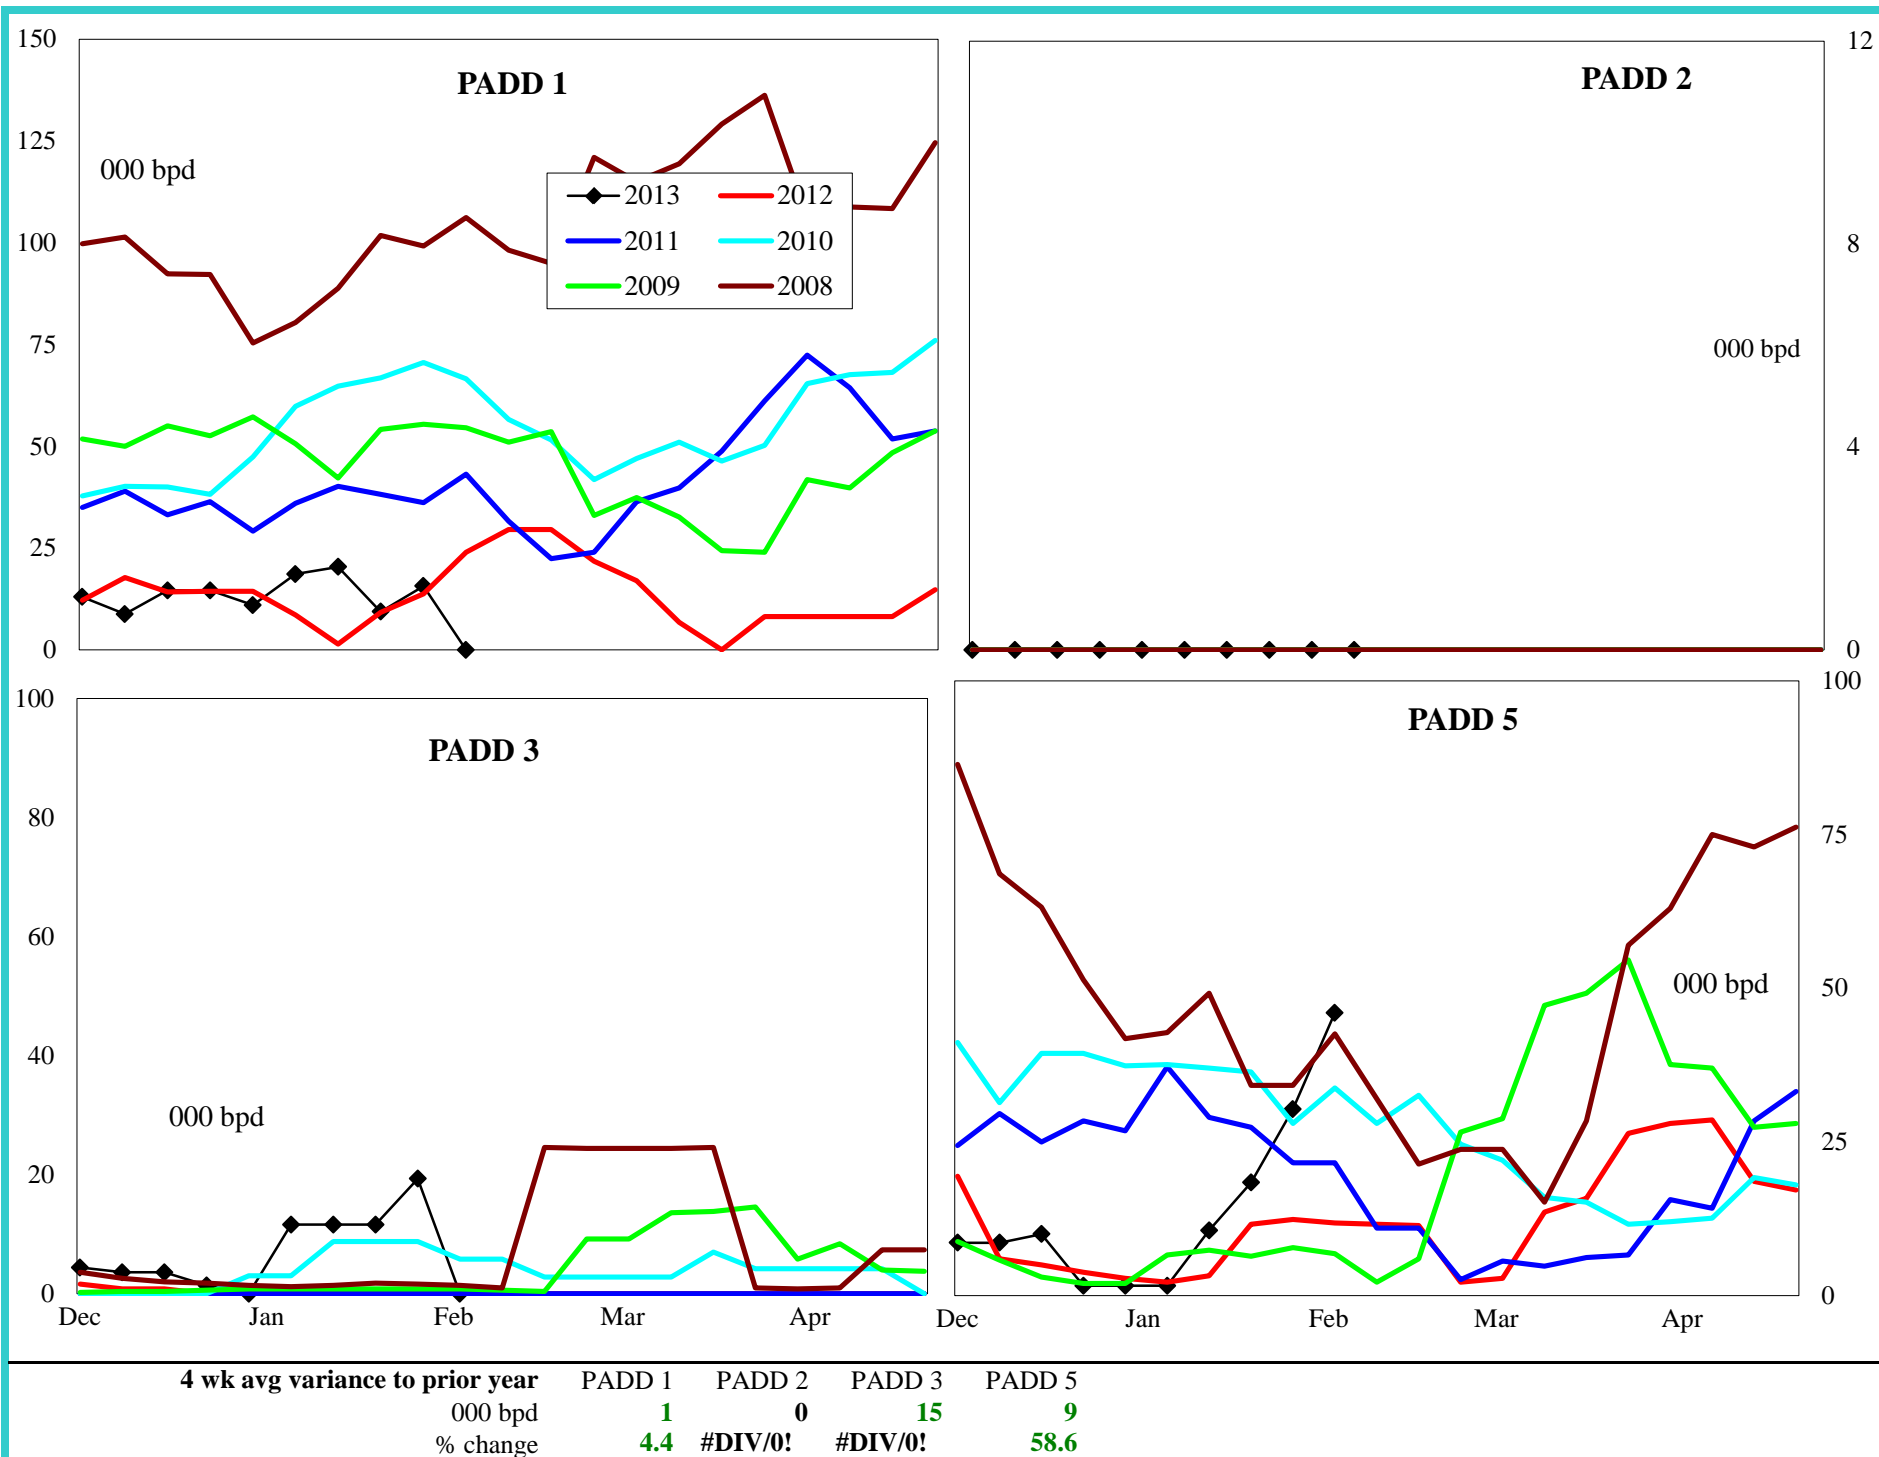 PADD 1
000 bpd
150
125
100
75
50
25
0
2013 2012
2011 2010
2009 2008
PADD 2
000 bpd
12
8
4
0
PADD 3
000 bpd
100
80
60
40
20
0
Dec Jan Feb Mar Apr
PADD 5
000 bpd
100
75
50
25
0
Dec Jan Feb Mar Apr
4 wk avg variance to prior year PADD 1 PADD 2 PADD 3 PADD 5
000 bpd 1 0 15 9
% change 4.4 #DIV/0! #DIV/0! 58.6